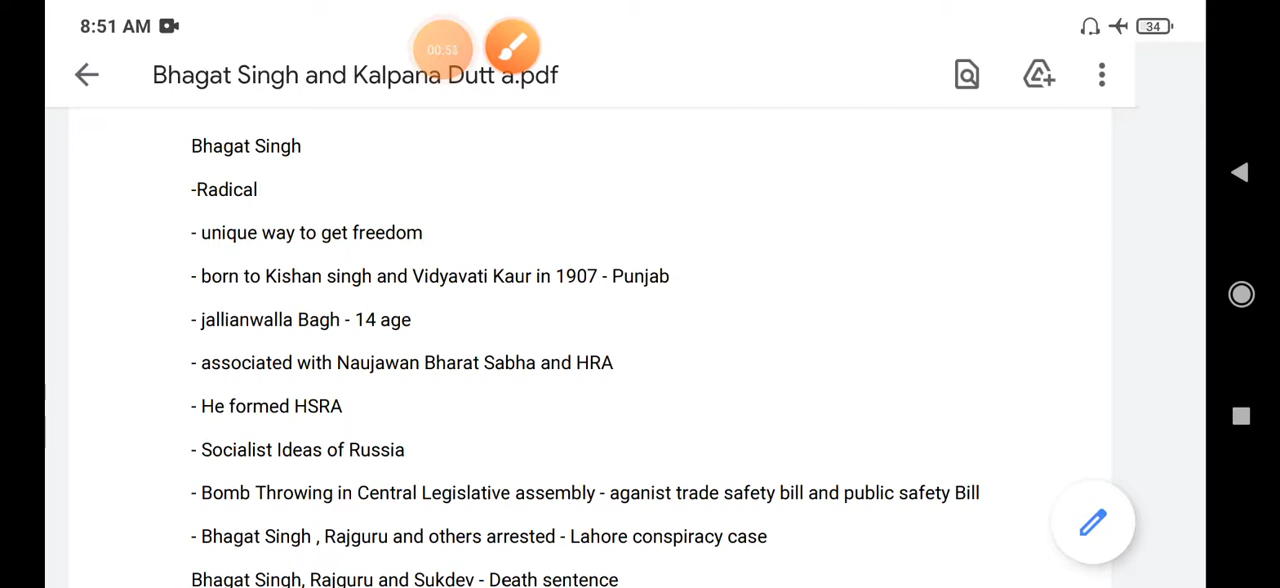 8:51 AM
34
00:53
Bhagat Singh and Kalpana Dutt a.pdf
Bhagat Singh
-Radical
- unique way to get freedom
- born to Kishan singh and Vidyavati Kaur in 1907 - Punjab
- jallianwalla Bagh - 14 age
- associated with Naujawan Bharat Sabha and HRA
- He formed HSRA
- Socialist Ideas of Russia
- Bomb Throwing in Central Legislative assembly - aganist trade safety bill and public safety Bill
- Bhagat Singh , Rajguru and others arrested - Lahore conspiracy case
Bhagat Singh, Rajguru and Sukdev - Death sentence